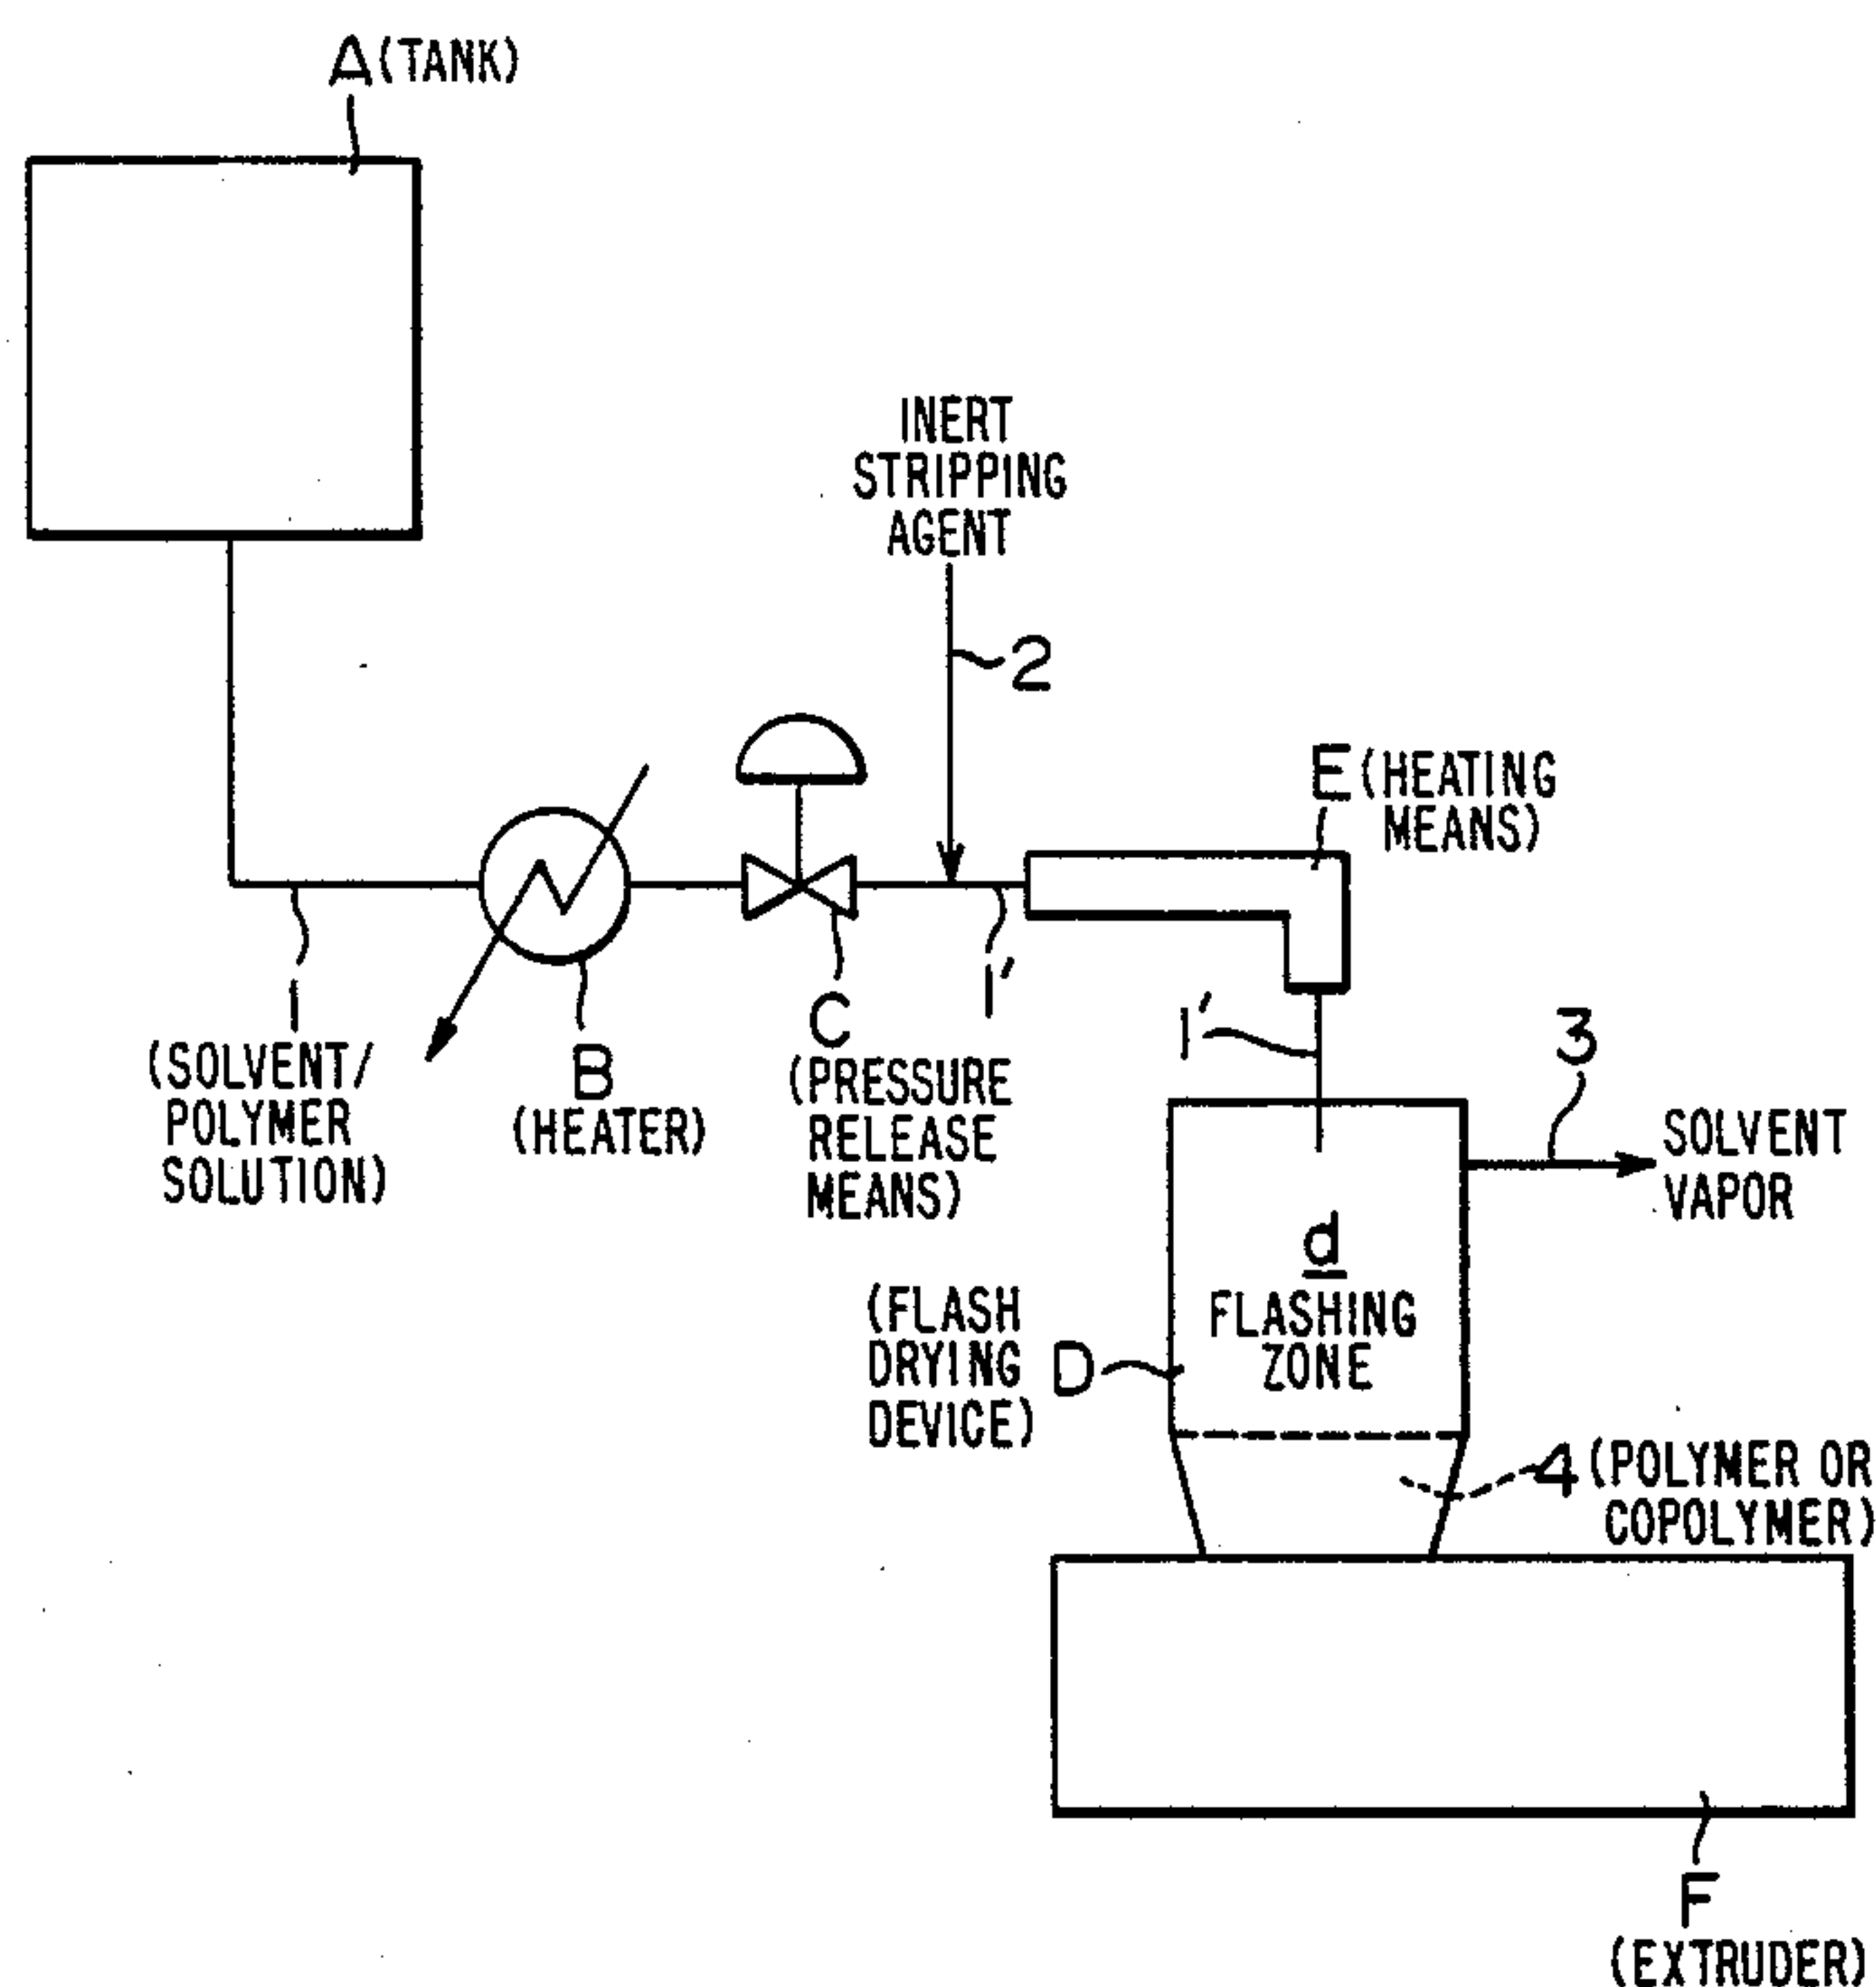 A (TANK)
INERT
STRIPPING
AGENT
2
E (HEATING
MEANS)
1
(SOLVENT/
POLYMER
SOLUTION)
B
(HEATER)
C
(PRESSURE
RELEASE
MEANS)
1'
1'
3
SOLVENT
VAPOR
d
FLASHING
ZONE
(FLASH
DRYING
DEVICE)
D
4 (POLYMER OR
COPOLYMER)
F
(EXTRUDER)